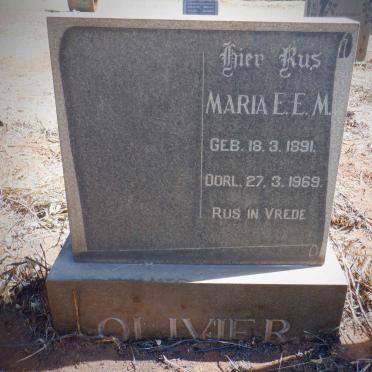 Hier Rus
MARIA E.E.M.
GEB. 18. 3. 1891.
OORL. 27. 3. 1969.
RUS IN VREDE
OLIVIER